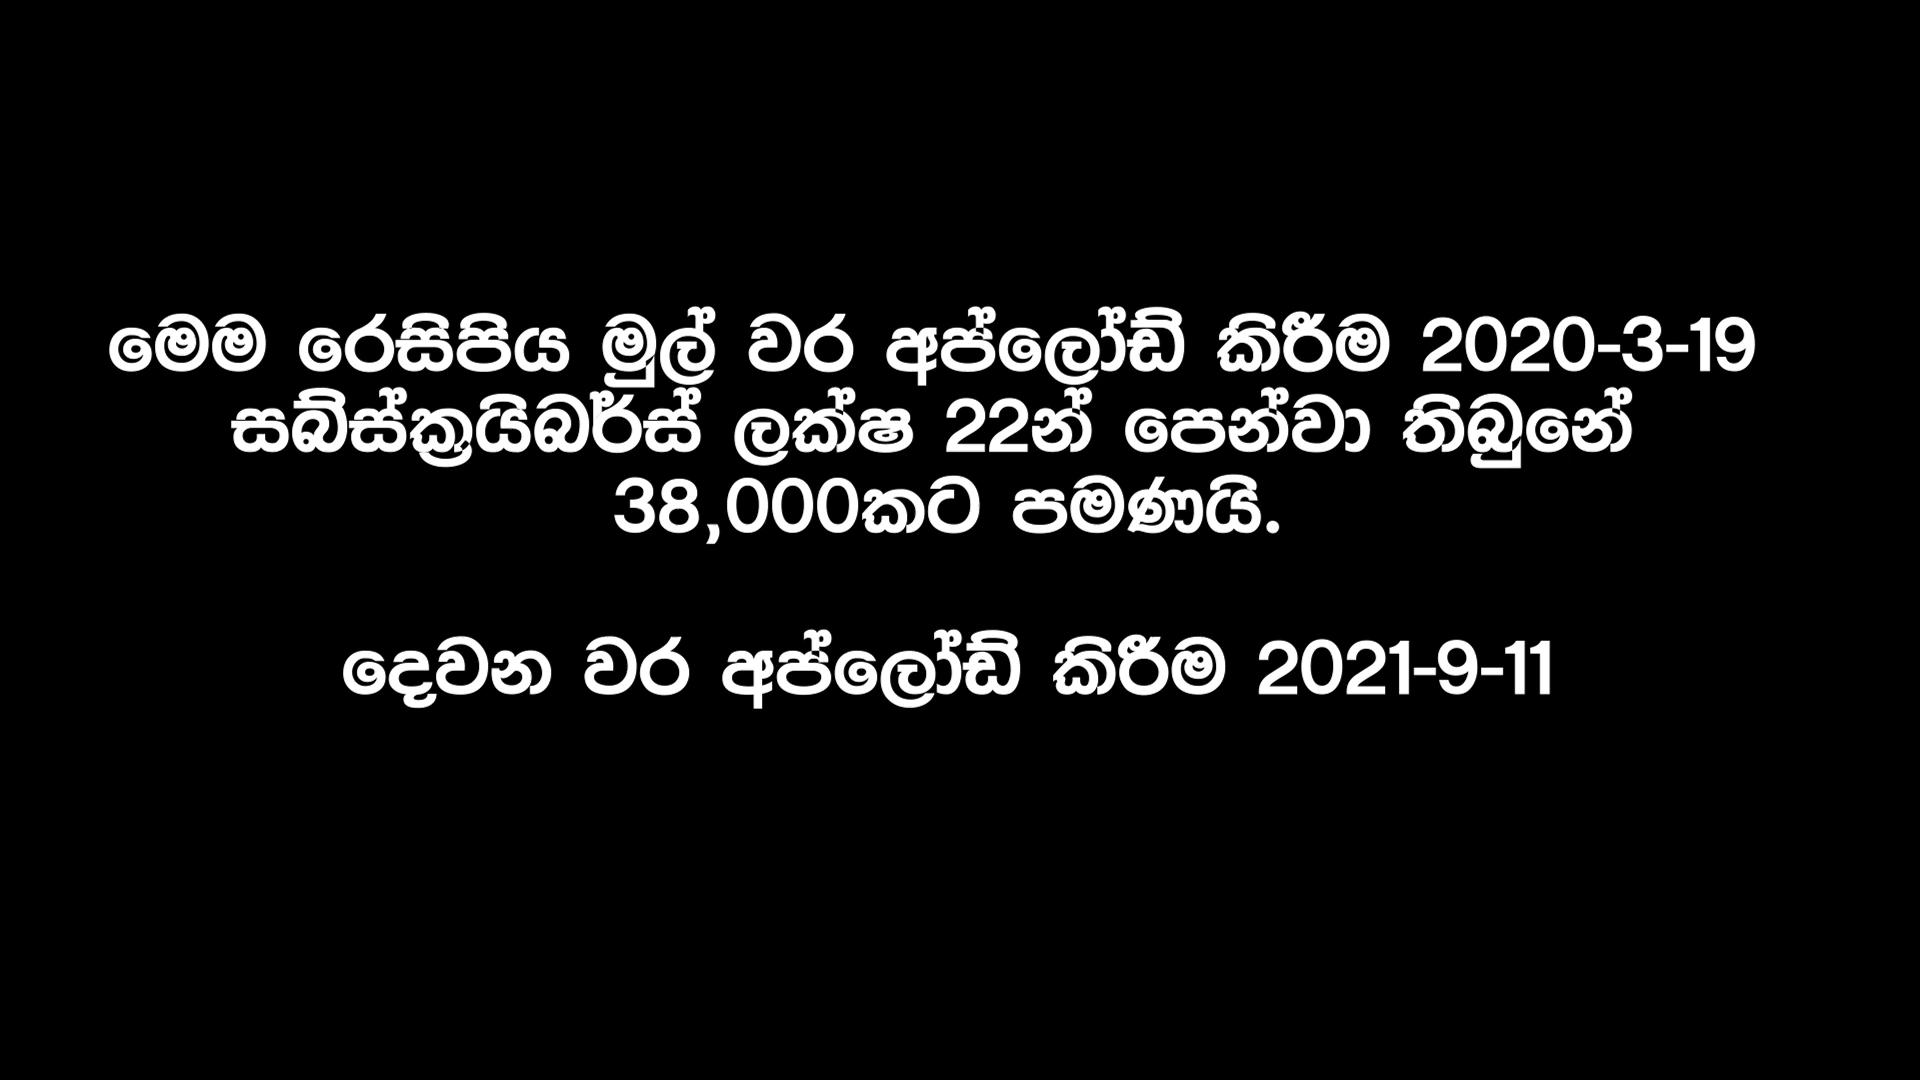 මෙම රෙසිපිය මුල් වර අප්ලෝඩ් කිරීම 2020-3-19
සබ්ස්ක්‍රයිබර්ස් ලක්ෂ 22න් පෙන්වා තිබුනේ
38,000කට පමණයි.
දෙවන වර අප්ලෝඩ් කිරීම 2021-9-11